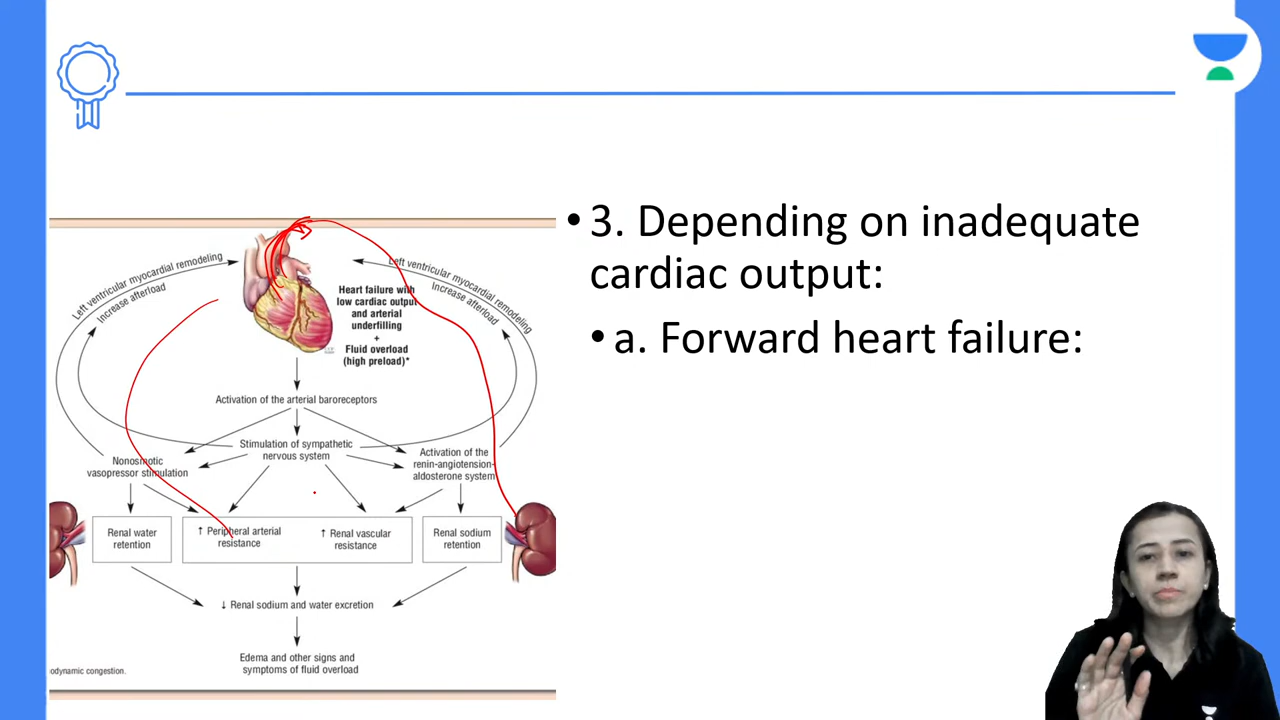 • 3. Depending on inadequate
cardiac output:
• a. Forward heart failure:
Left ventricular myocardial remodeling
Increase afterload
Left ventricular myocardial remodeling
Increase afterload
Heart failure with
low cardiac output
and arterial
underfilling
+
Fluid overload
(high preload)*
Activation of the arterial baroreceptors
Stimulation of sympathetic
nervous system
Nonosmotic
vasopressor stimulation
Activation of the
renin-angiotension-
aldosterone system
Renal water
retention
↑ Peripheral arterial
resistance
↑ Renal vascular
resistance
Renal sodium
retention
↓ Renal sodium and water excretion
Edema and other signs and
symptoms of fluid overload
odynamic congestion.